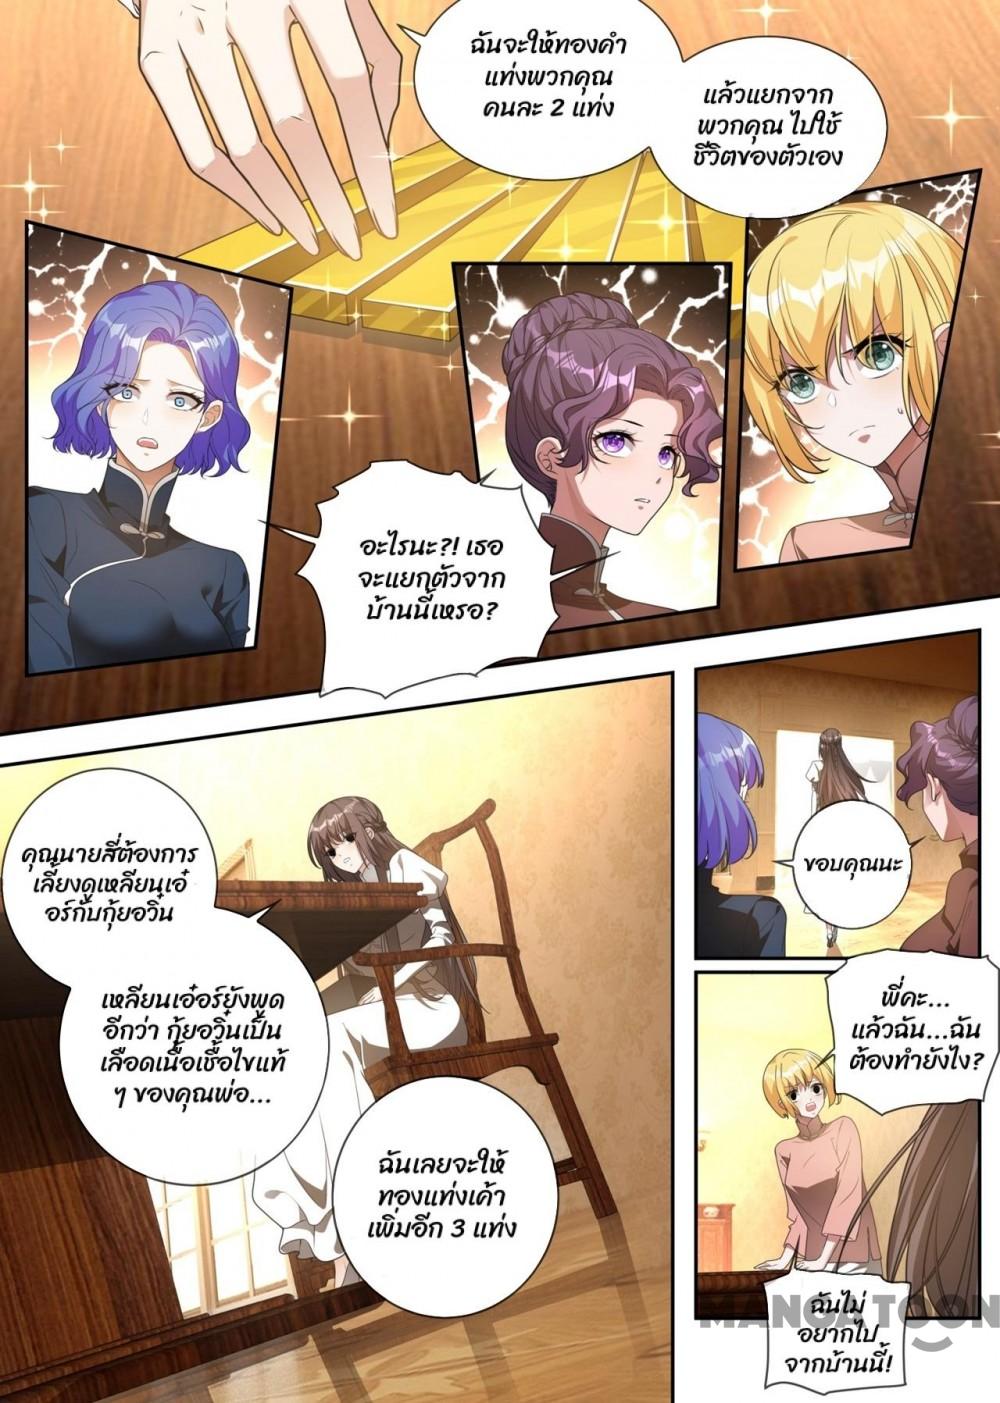 ฉันจะให้ทองคำ
แท่งพวกคุณ
คนละ 2 แท่ง
แล้วแยกจาก
พวกคุณ ไปใช้
ชีวิตของตัวเอง
อะไรนะ?! เธอ
จะแยกตัวจาก
บ้านนี้เหรอ?
คุณนายสี่ต้องการ
เลี้ยงดูเหลียนเอ๋
อร์กับกุ้ยอวิ๋น
เหลียนเอ๋อร์ยังพูด
อีกว่า กุ้ยอวิ๋นเป็น
เลือดเนื้อเชื้อไขแท้
ๆ ของคุณพ่อ...
ฉันเลยจะให้
ทองแท่งเค้า
เพิ่มอีก 3 แท่ง
ขอบคุณนะ
พี่คะ...
แล้วฉัน...ฉัน
ต้องทำยังไง?
ฉันไม่
อยากไป
จากบ้านนี้!
MANGATOON